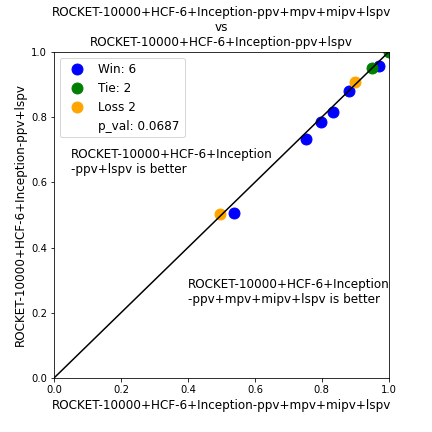 ROCKET-10000+HCF-6+Inception-ppv+mpv+mipv+lspv
vs
ROCKET-10000+HCF-6+Inception-ppv+lspv
Win: 6
Tie: 2
Loss 2
p_val: 0.0687
ROCKET-10000+HCF-6+Inception
-ppv+lspv is better
ROCKET-10000+HCF-6+Inception
-ppv+mpv+mipv+lspv is better
ROCKET-10000+HCF-6+Inception-ppv+lspv
1.0
0.8
0.6
0.4
0.2
0.0
0.0 0.2 0.4 0.6 0.8 1.0
ROCKET-10000+HCF-6+Inception-ppv+mpv+mipv+lspv